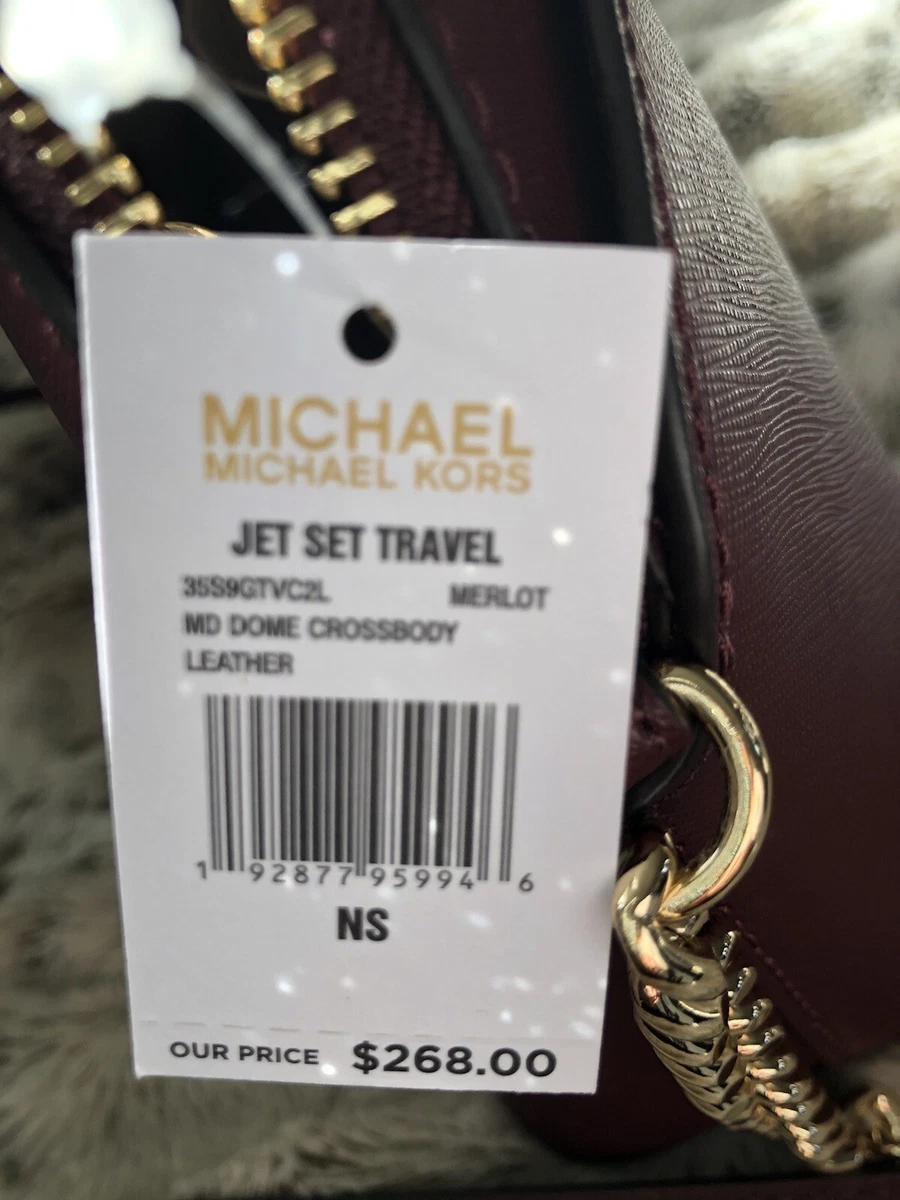 MICHAEL
MICHAEL KORS
JET SET TRAVEL
35S9GTVC2L MERLOT
MD DOME CROSSBODY
LEATHER
1 92877 95994 6
NS
OUR PRICE $268.00